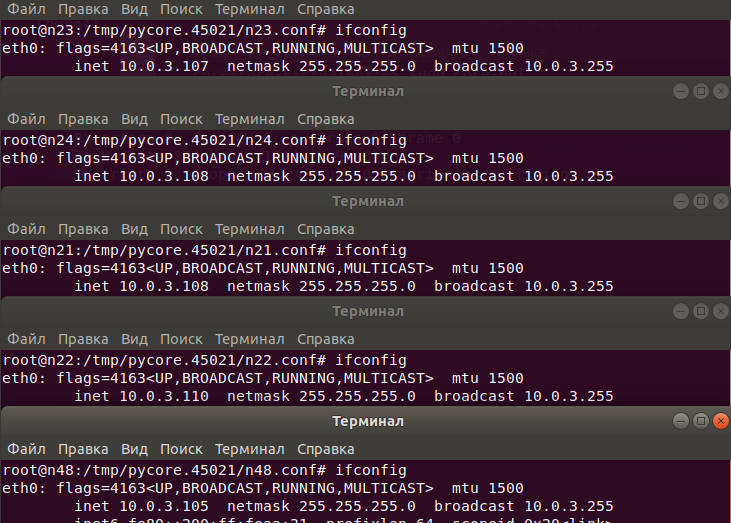 Файл Правка Вид Поиск Терминал Справка
root@n23:/tmp/pycore.45021/n23.conf# ifconfig
eth0: flags=4163<UP,BROADCAST,RUNNING,MULTICAST>  mtu 1500
        inet 10.0.3.107  netmask 255.255.255.0  broadcast 10.0.3.255
Терминал
Файл Правка Вид Поиск Терминал Справка
root@n24:/tmp/pycore.45021/n24.conf# ifconfig
eth0: flags=4163<UP,BROADCAST,RUNNING,MULTICAST>  mtu 1500
        inet 10.0.3.108  netmask 255.255.255.0  broadcast 10.0.3.255
Терминал
Файл Правка Вид Поиск Терминал Справка
root@n21:/tmp/pycore.45021/n21.conf# ifconfig
eth0: flags=4163<UP,BROADCAST,RUNNING,MULTICAST>  mtu 1500
        inet 10.0.3.108  netmask 255.255.255.0  broadcast 10.0.3.255
Терминал
Файл Правка Вид Поиск Терминал Справка
root@n22:/tmp/pycore.45021/n22.conf# ifconfig
eth0: flags=4163<UP,BROADCAST,RUNNING,MULTICAST>  mtu 1500
        inet 10.0.3.110  netmask 255.255.255.0  broadcast 10.0.3.255
Терминал
Файл Правка Вид Поиск Терминал Справка
root@n48:/tmp/pycore.45021/n48.conf# ifconfig
eth0: flags=4163<UP,BROADCAST,RUNNING,MULTICAST>  mtu 1500
        inet 10.0.3.105  netmask 255.255.255.0  broadcast 10.0.3.255
        inet6 fe80::200:ff:feaa:31  prefixlen 64  scopeid 0x20<link>